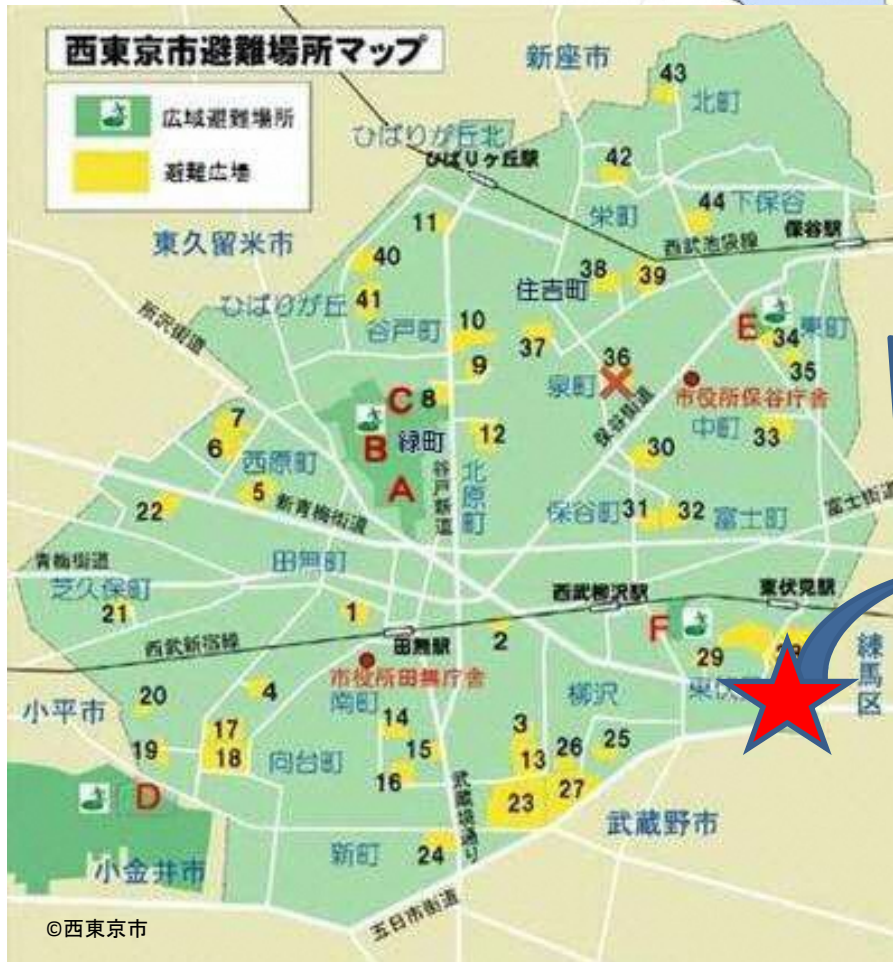 西東京市避難場所マップ
広域避難場所
避難広場
新座市
43
北町
ひばりが丘北
ひばりヶ丘駅
42
栄町
44
下保谷
保谷駅
西武池袋線
東久留米市
11
40
38
39
住吉町
ひばりが丘
41
谷戸町
10
37
9
E
34
東町
35
所沢街道
36
泉町
市役所保谷庁舎
C
8
B
緑町
A
7
6
西原町
5
12
北原町
谷戸新道
保谷街道
中町
33
30
22
新青梅街道
保谷町
31
32
富士町
富士街道
青梅街道
田無町
芝久保町
21
1
西武柳沢駅
東伏見駅
西武新宿線
田無駅
2
F
29
練馬区
市役所田無庁舎
小平市
20
4
南町
柳沢
19
17
18
向台町
14
15
16
3
13
26
25
23
27
D
武蔵境通り
武蔵野市
小金井市
新町
24
五日市街道
©西東京市